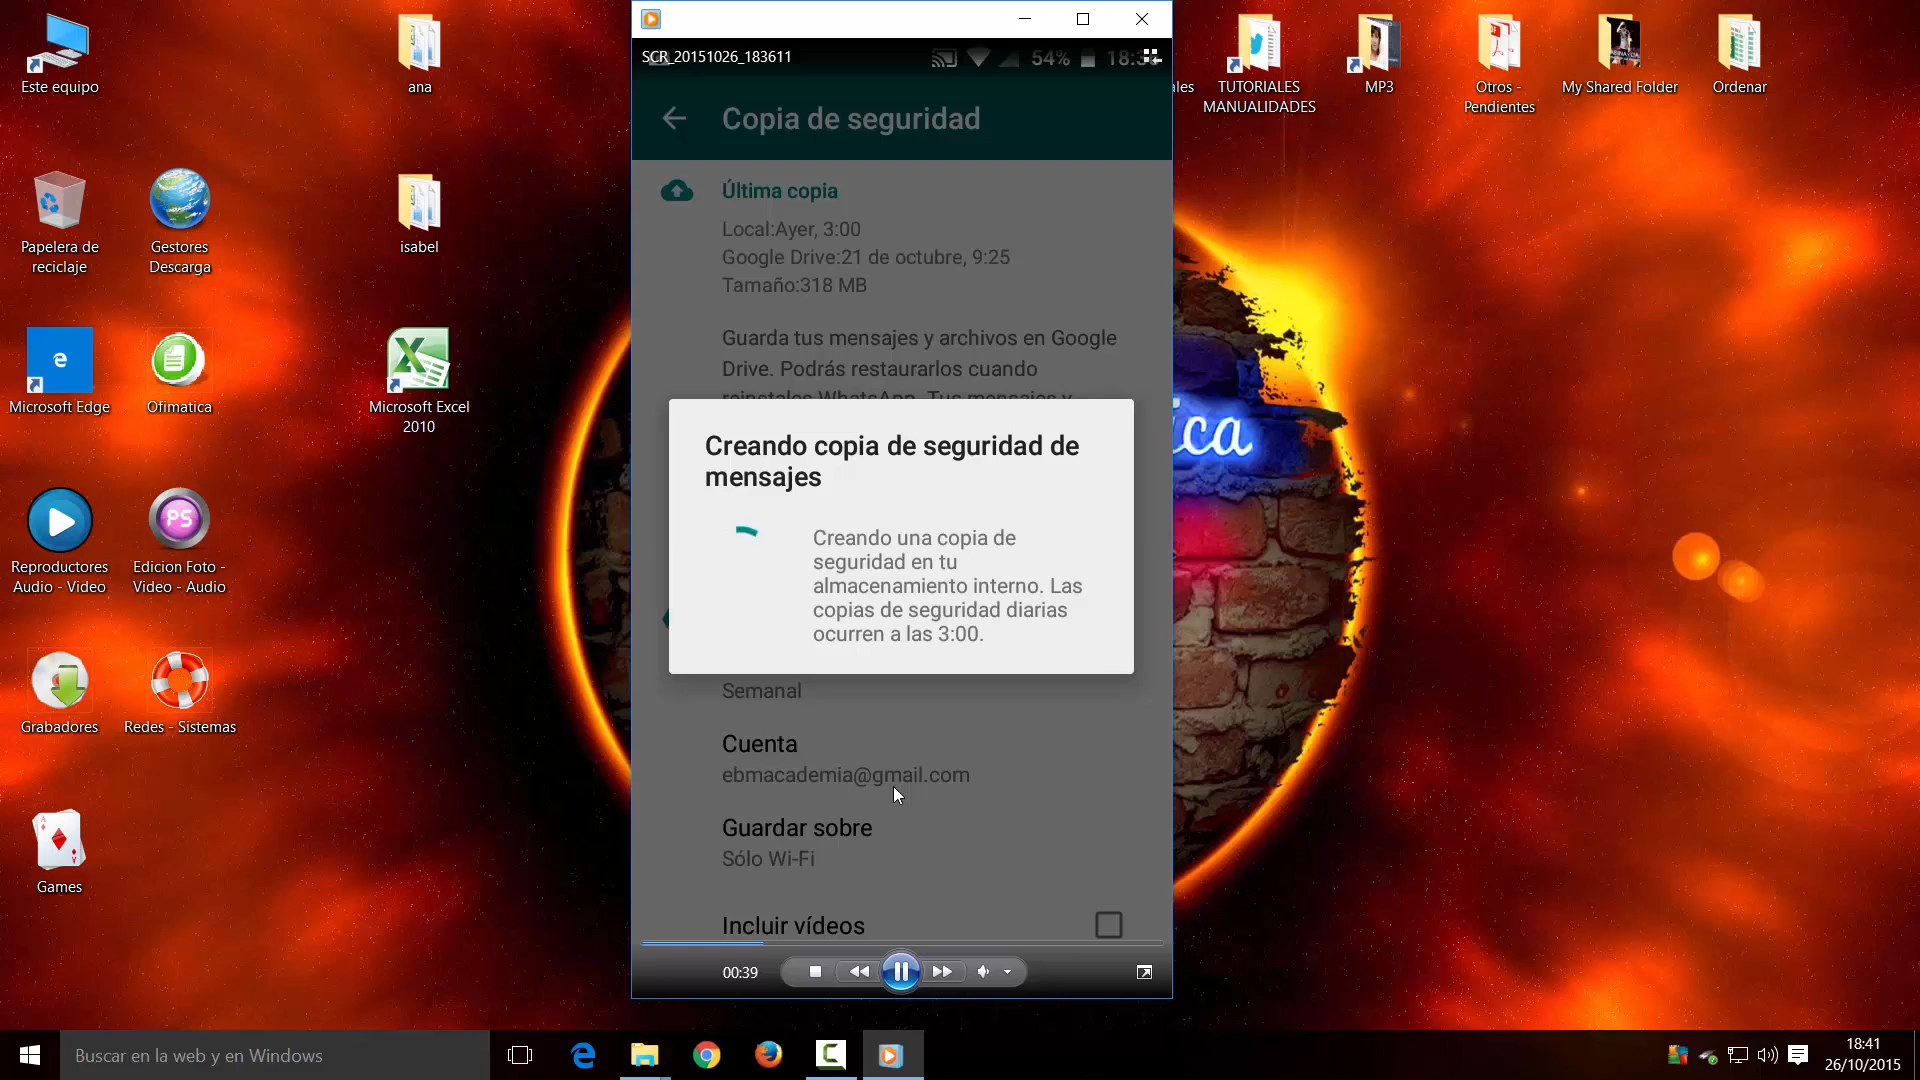 Este equipo
ana
Papelera de
reciclaje
Gestores
Descarga
isabel
Microsoft Edge
Ofimatica
Microsoft Excel
2010
Reproductores
Audio - Video
PS
Edicion Foto -
Video - Audio
Grabadores
Redes - Sistemas
Games
SCR_20151026_183611
54%
Copia de seguridad
Última copia
Local:Ayer, 3:00
Google Drive:21 de octubre, 9:25
Tamaño:318 MB
Guarda tus mensajes y archivos en Google
Drive. Podrás restaurarlos cuando
reinstales WhatsApp. Tus mensajes y
Creando copia de seguridad de
mensajes
Creando una copia de
seguridad en tu
almacenamiento interno. Las
copias de seguridad diarias
ocurren a las 3:00.
Semanal
Cuenta
ebmacademia@gmail.com
Guardar sobre
Sólo Wi-Fi
Incluir vídeos
00:39
ales
TUTORIALES
MANUALIDADES
MP3
Otros -
Pendientes
My Shared Folder
Ordenar
ica
Buscar en la web y en Windows
18:41
26/10/2015